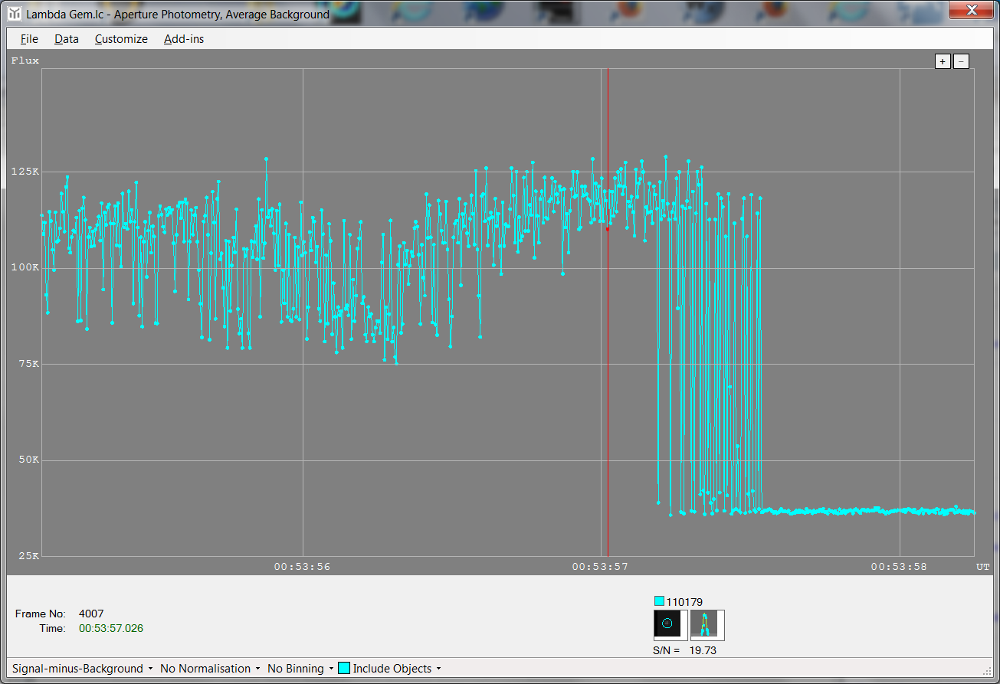 Lambda Gem.lc - Aperture Photometry, Average Background
File Data Customize Add-ins
Flux
+ −
125K
100K
75K
50K
25K
00:53:56 00:53:57 00:53:58 UT
110179
Frame No: 4007
Time: 00:53:57.026
S/N = 19.73
Signal-minus-Background No Normalisation No Binning Include Objects